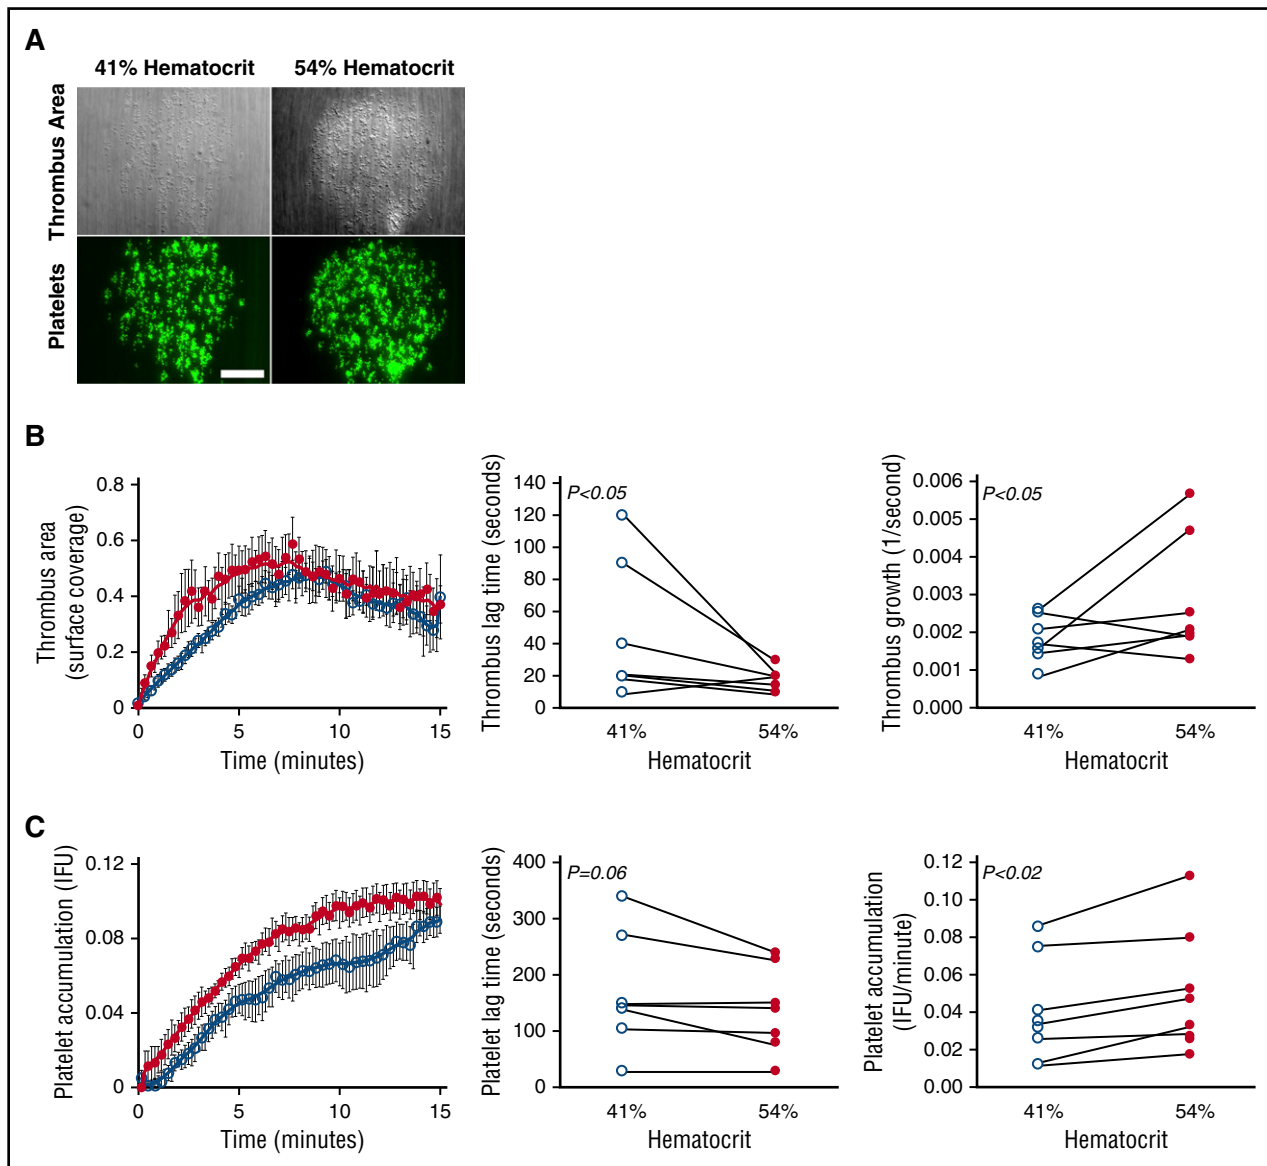 A
41% Hematocrit
54% Hematocrit
Thrombus Area
Platelets
B
Thrombus area
(surface coverage)
0.8
0.6
0.4
0.2
0
0
5
10
15
Time (minutes)
Thrombus lag time (seconds)
140
120
100
80
60
40
20
0
P<0.05
41%
54%
Hematocrit
Thrombus growth (1/second)
0.006
0.005
0.004
0.003
0.002
0.001
0.000
P<0.05
41%
54%
Hematocrit
C
Platelet accumulation (IFU)
0.12
0.08
0.04
0
0
5
10
15
Time (minutes)
Platelet lag time (seconds)
400
300
200
100
0
P=0.06
41%
54%
Hematocrit
Platelet accumulation
(IFU/minute)
0.12
0.10
0.08
0.06
0.04
0.02
0.00
P<0.02
41%
54%
Hematocrit